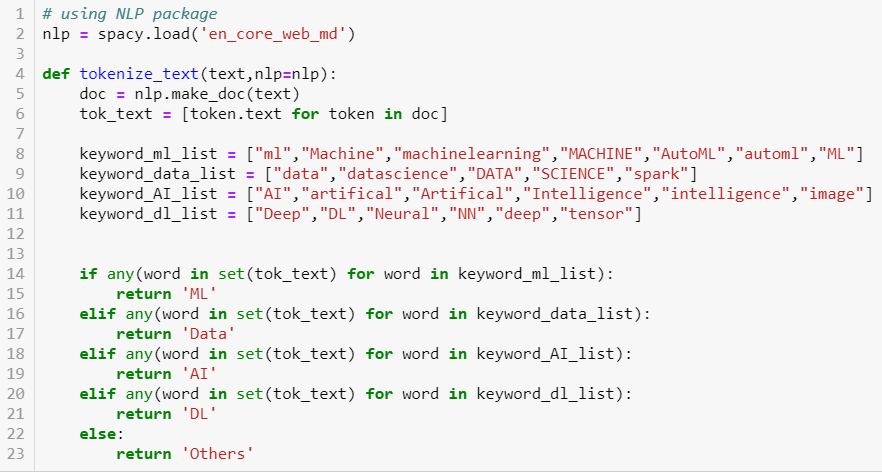 1 # using NLP package
2 nlp = spacy.load('en_core_web_md')
3
4 def tokenize_text(text,nlp=nlp):
5     doc = nlp.make_doc(text)
6     tok_text = [token.text for token in doc]
7
8     keyword_ml_list = ["ml","Machine","machinelearning","MACHINE","AutoML","automl","ML"]
9     keyword_data_list = ["data","datascience","DATA","SCIENCE","spark"]
10     keyword_AI_list = ["AI","artifical","Artifical","Intelligence","intelligence","image"]
11     keyword_dl_list = ["Deep","DL","Neural","NN","deep","tensor"]
12
13
14     if any(word in set(tok_text) for word in keyword_ml_list):
15         return 'ML'
16     elif any(word in set(tok_text) for word in keyword_data_list):
17         return 'Data'
18     elif any(word in set(tok_text) for word in keyword_AI_list):
19         return 'AI'
20     elif any(word in set(tok_text) for word in keyword_dl_list):
21         return 'DL'
22     else:
23         return 'Others'